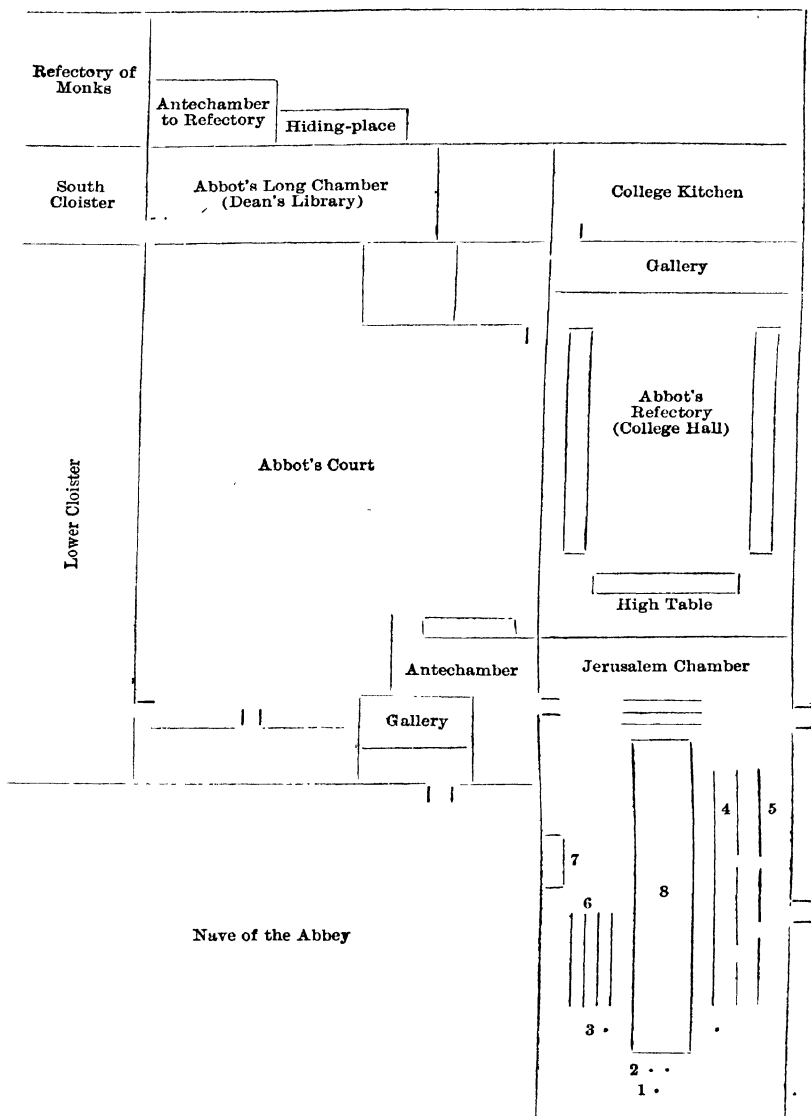 Refectory of
Monks
Antechamber
to Refectory
Hiding-place
South
Cloister
Abbot's Long Chamber
(Dean's Library)
College Kitchen
Gallery
Abbot's
Refectory
(College Hall)
Abbot's Court
Lower Cloister
High Table
Antechamber
Jerusalem Chamber
Gallery
4
5
7
8
6
Nave of the Abbey
3
2
1